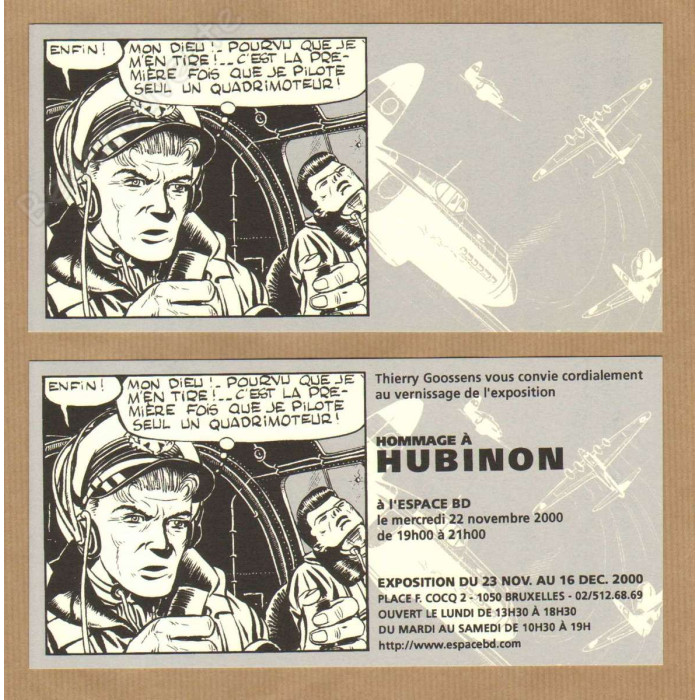 ENFIN!
MON DIEU!.. POURVU QUE JE
M'EN TIRE!.. C'EST LA PRE-
MIÈRE FOIS QUE JE PILOTE
SEUL UN QUADRIMOTEUR!
ENFIN!
MON DIEU!.. POURVU QUE JE
M'EN TIRE!.. C'EST LA PRE-
MIÈRE FOIS QUE JE PILOTE
SEUL UN QUADRIMOTEUR!
Thierry Goossens vous convie cordialement
au vernissage de l'exposition
HOMMAGE À
HUBINON
à l'ESPACE BD
le mercredi 22 novembre 2000
de 19h00 à 21h00
EXPOSITION DU 23 NOV. AU 16 DEC. 2000
PLACE F. COCQ 2 - 1050 BRUXELLES - 02/512.68.69
OUVERT LE LUNDI DE 13H30 À 18H30
DU MARDI AU SAMEDI DE 10H30 À 19H
http://www.espacebd.com